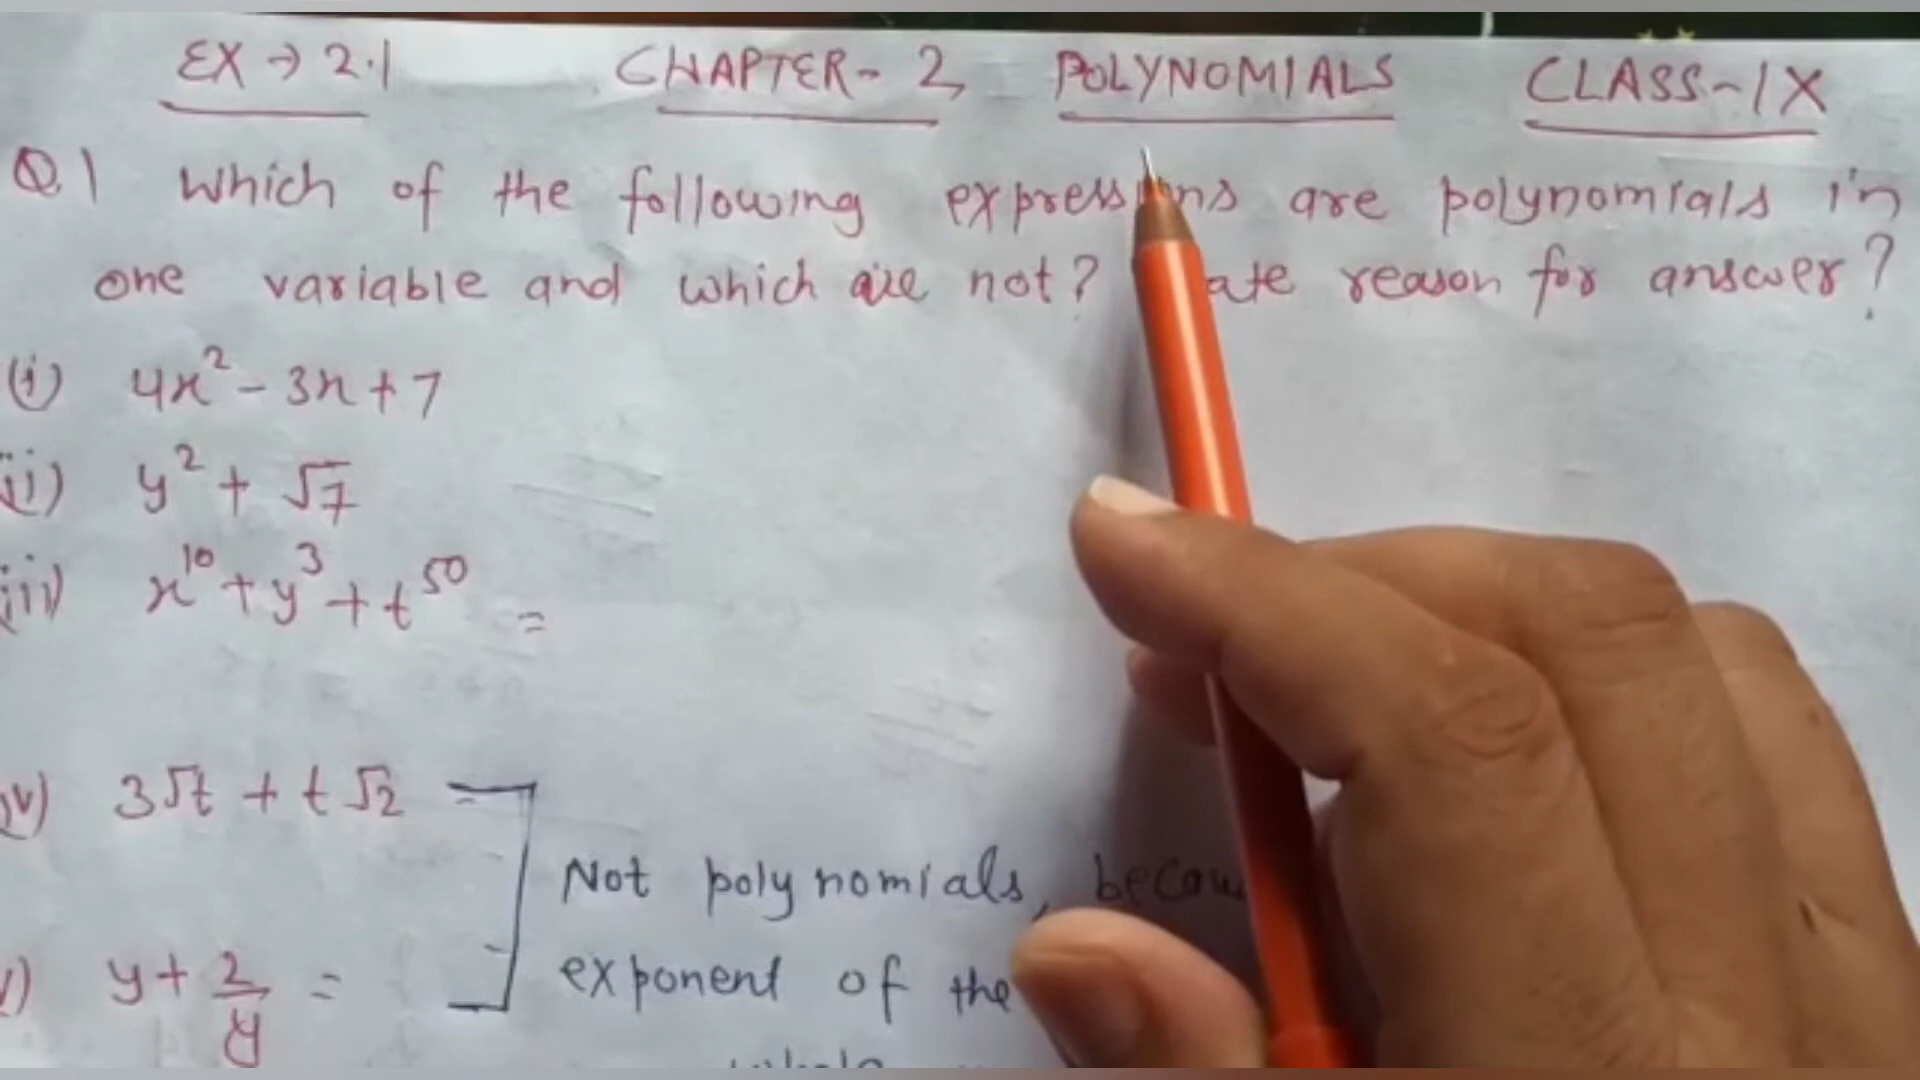 EX → 2.1 CHAPTER- 2 POLYNOMIALS CLASS-IX
Q.1 Which of the following expressions are polynomials in
one variable and which are not? ate reason for answer?
(i) 4x² - 3x + 7
ii) y² + √7
iii) x¹⁰ + y³ + t⁵⁰ =
iv) 3√t + t√2 =
Not polynomials, becau
v) y + 2/y =
exponent of the